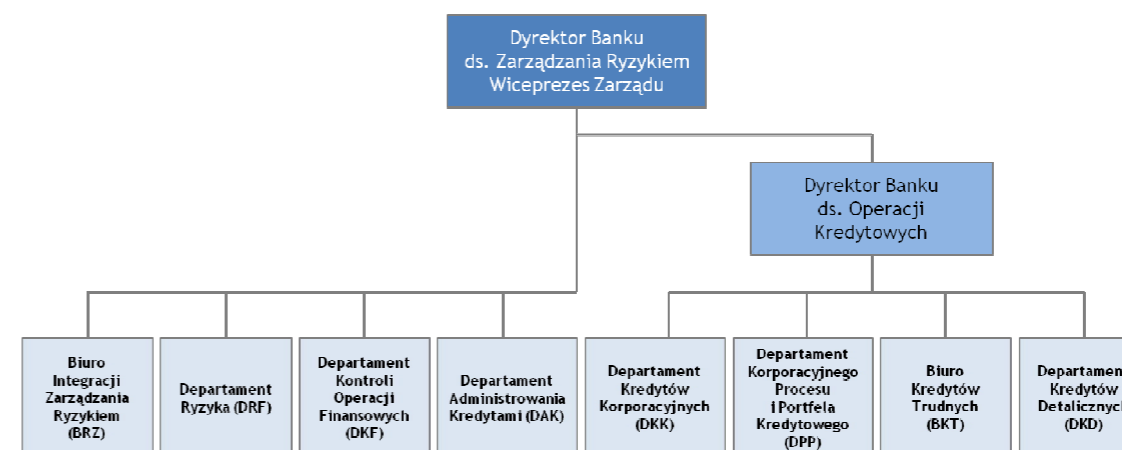 Dyrektor Banku
ds. Zarządzania Ryzykiem
Wiceprezes Zarządu
Dyrektor Banku
ds. Operacji
Kredytowych
Biuro
Integracji
Zarządzania
Ryzykiem
(BRZ)
Departament
Ryzyka (DRF)
Departament
Kontroli
Operacji
Finansowych
(DKF)
Departament
Administrowania
Kredytami (DAK)
Departament
Kredytów
Korporacyjnych
(DKK)
Departament
Korporacyjnego
Procesu
i Portfela
Kredytowego
(DPP)
Biuro
Kredytów
Trudnych
(BKT)
Departament
Kredytów
Detalicznych
(DKD)